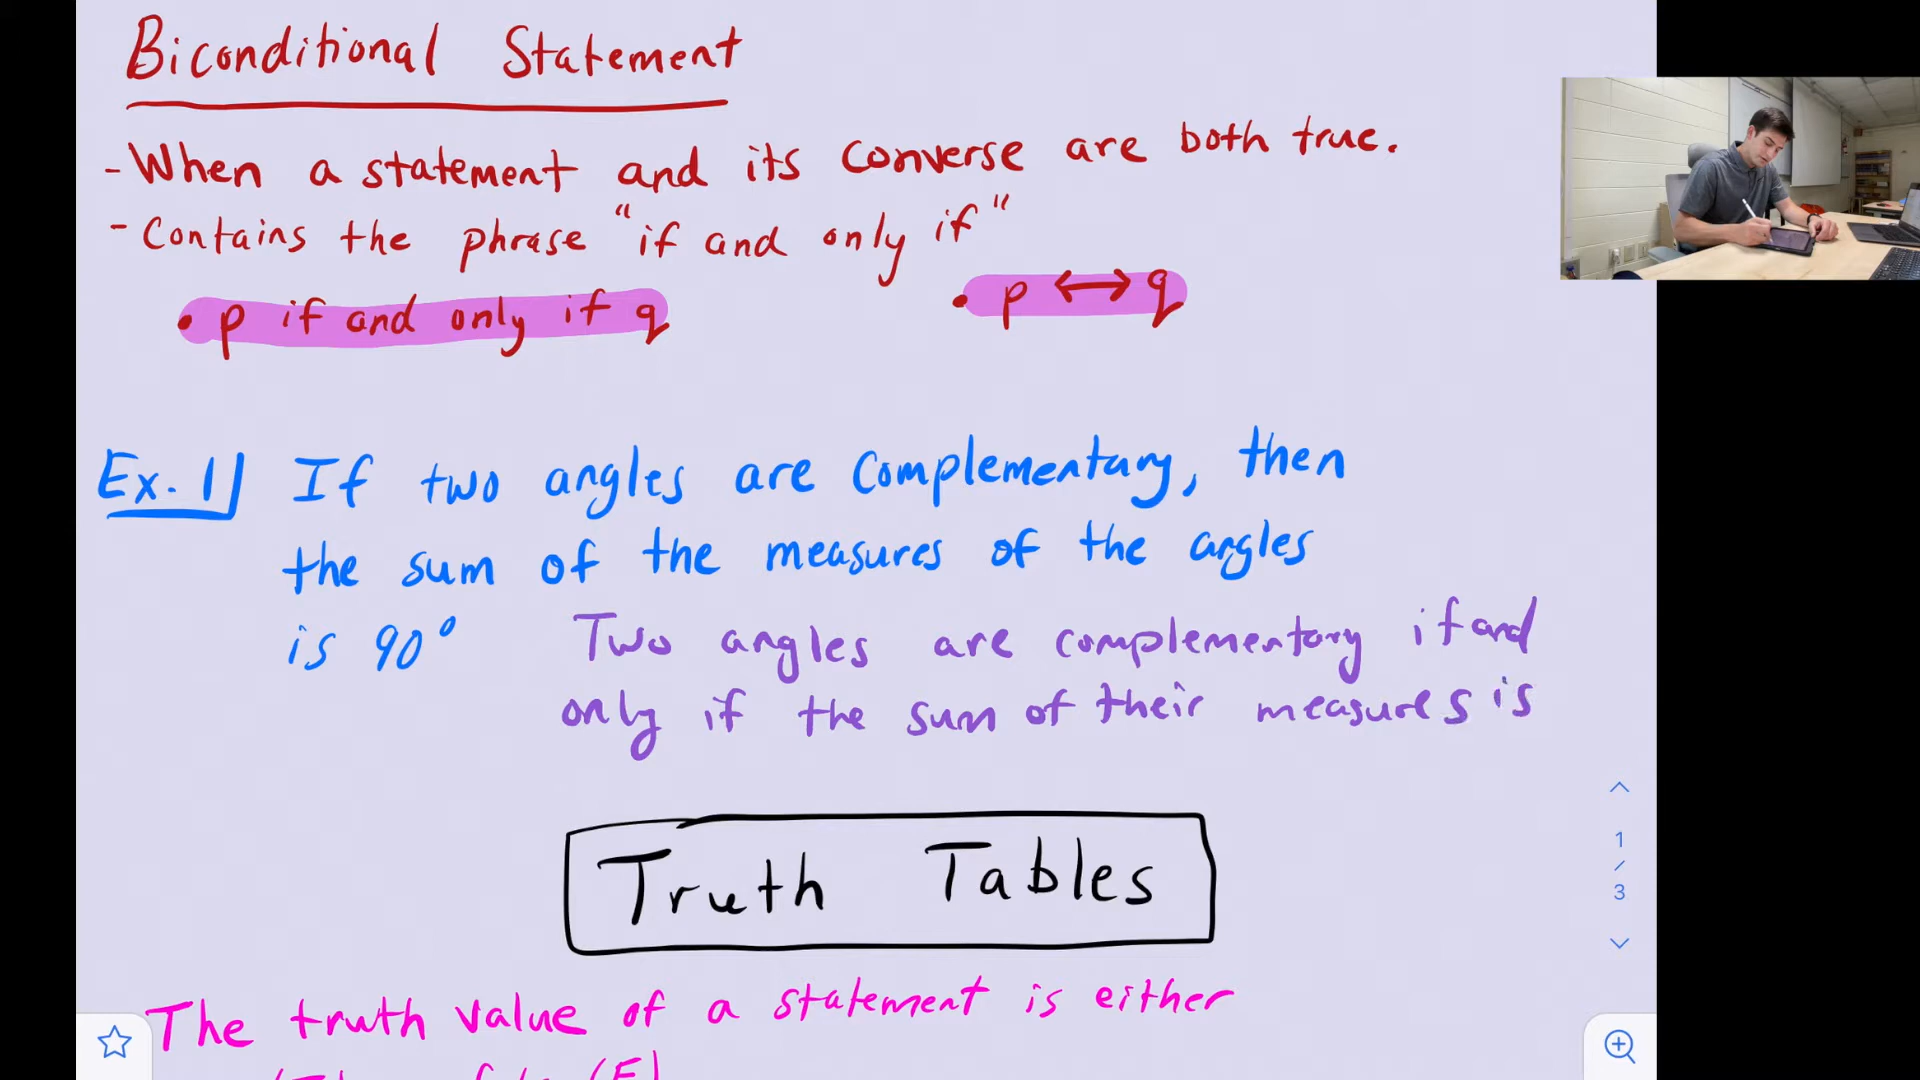 Biconditional Statement
- When a statement and its converse are both true.
- Contains the phrase "if and only if"
• p if and only if q
• p ↔ q
Ex. 1 If two angles are complementary, then
the sum of the measures of the angles
is 90°
Two angles are complementary if and
only if the sum of their measures is
Truth Tables
The truth value of a statement is either
(F)
1
/
3